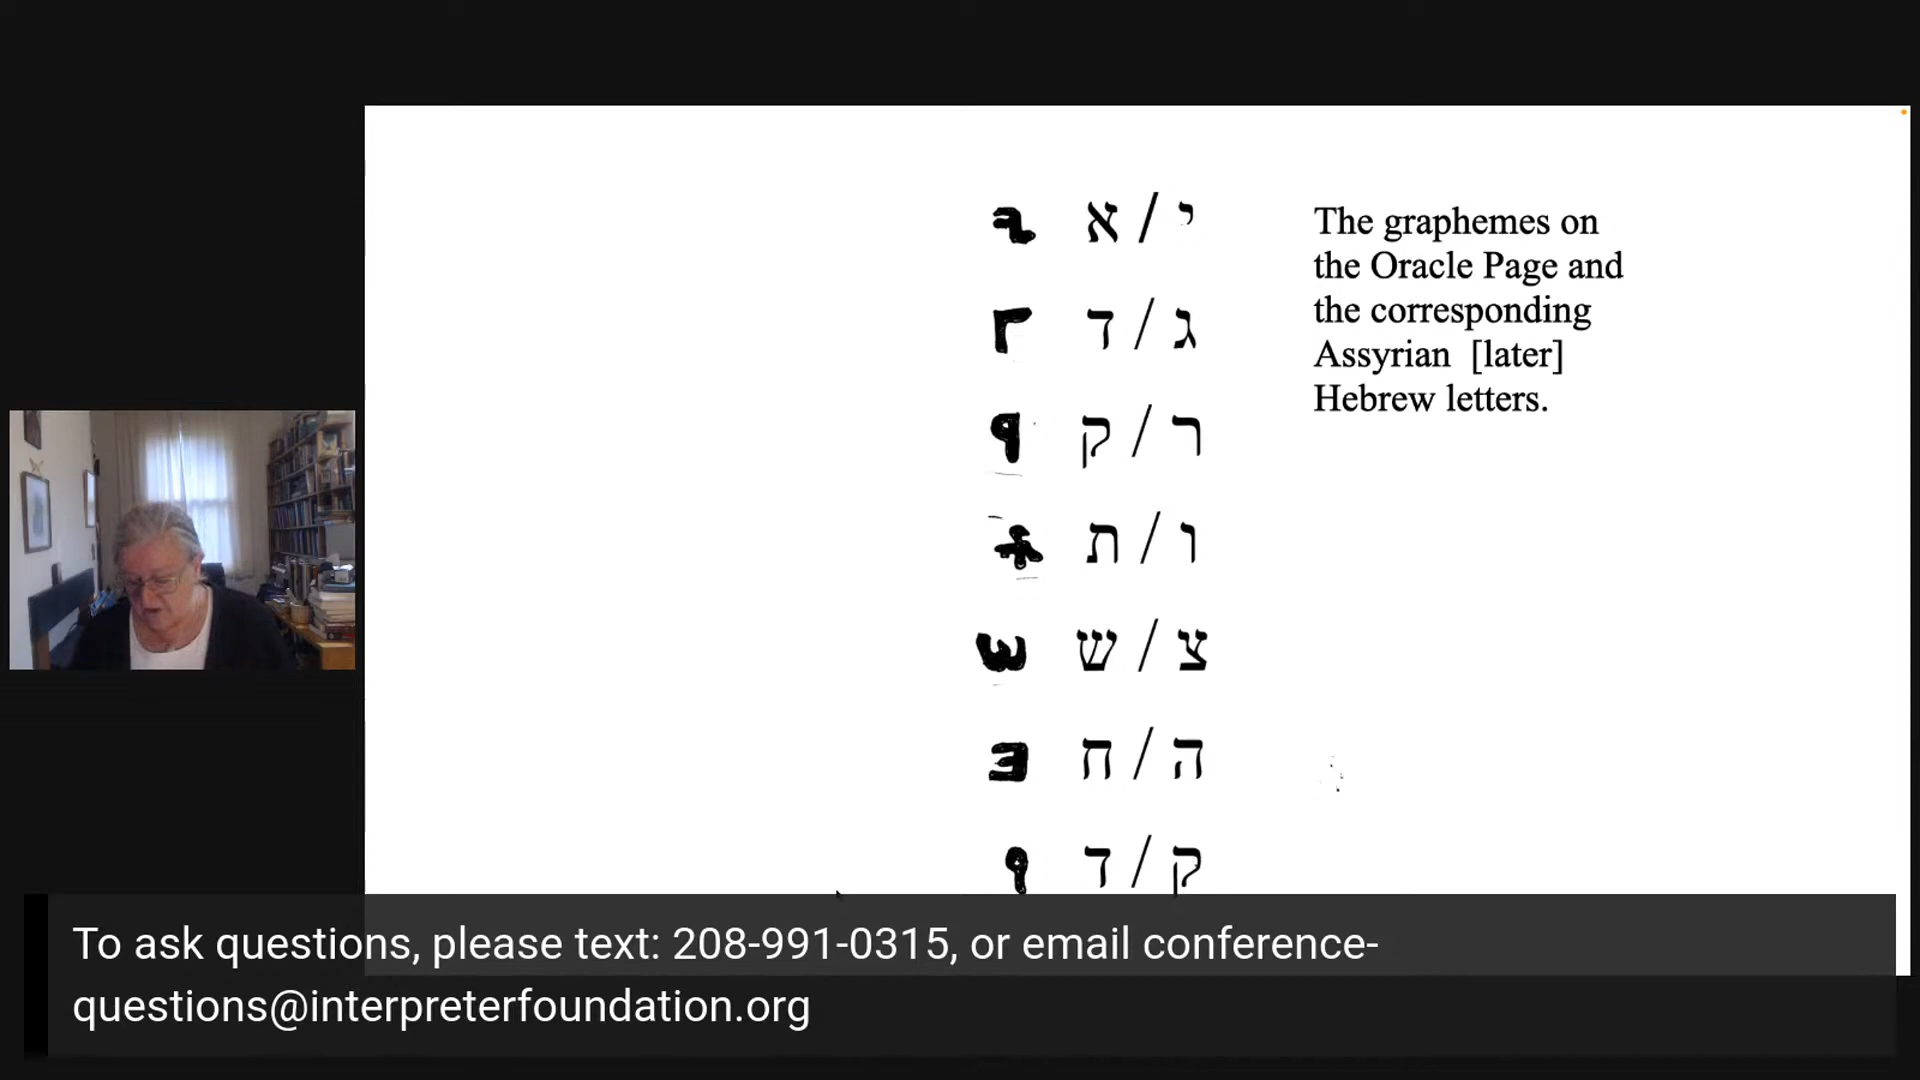 א / י
The graphemes on
the Oracle Page and
ד / ג
the corresponding
Assyrian [later]
Hebrew letters.
ק / ר
ת / ו
ש / צ
ח / ה
ד / ק
To ask questions, please text: 208-991-0315, or email conference-
questions@interpreterfoundation.org